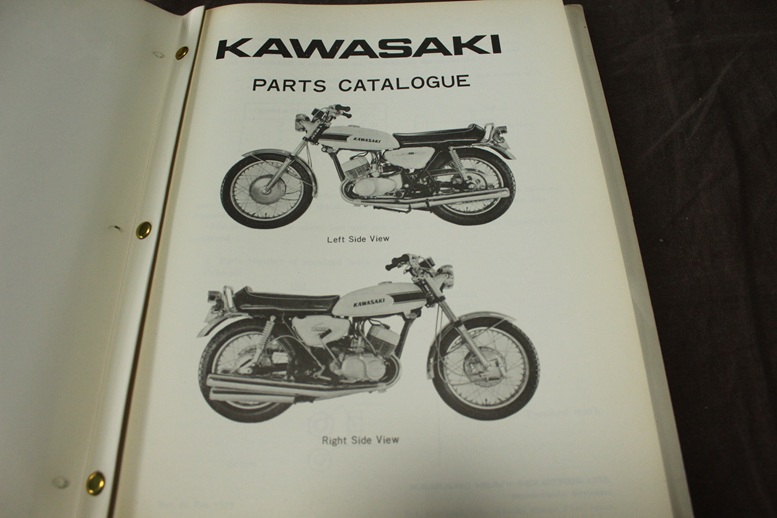 KAWASAKI
PARTS CATALOGUE
KAWASAKI
Left Side View
KAWASAKI
Right Side View